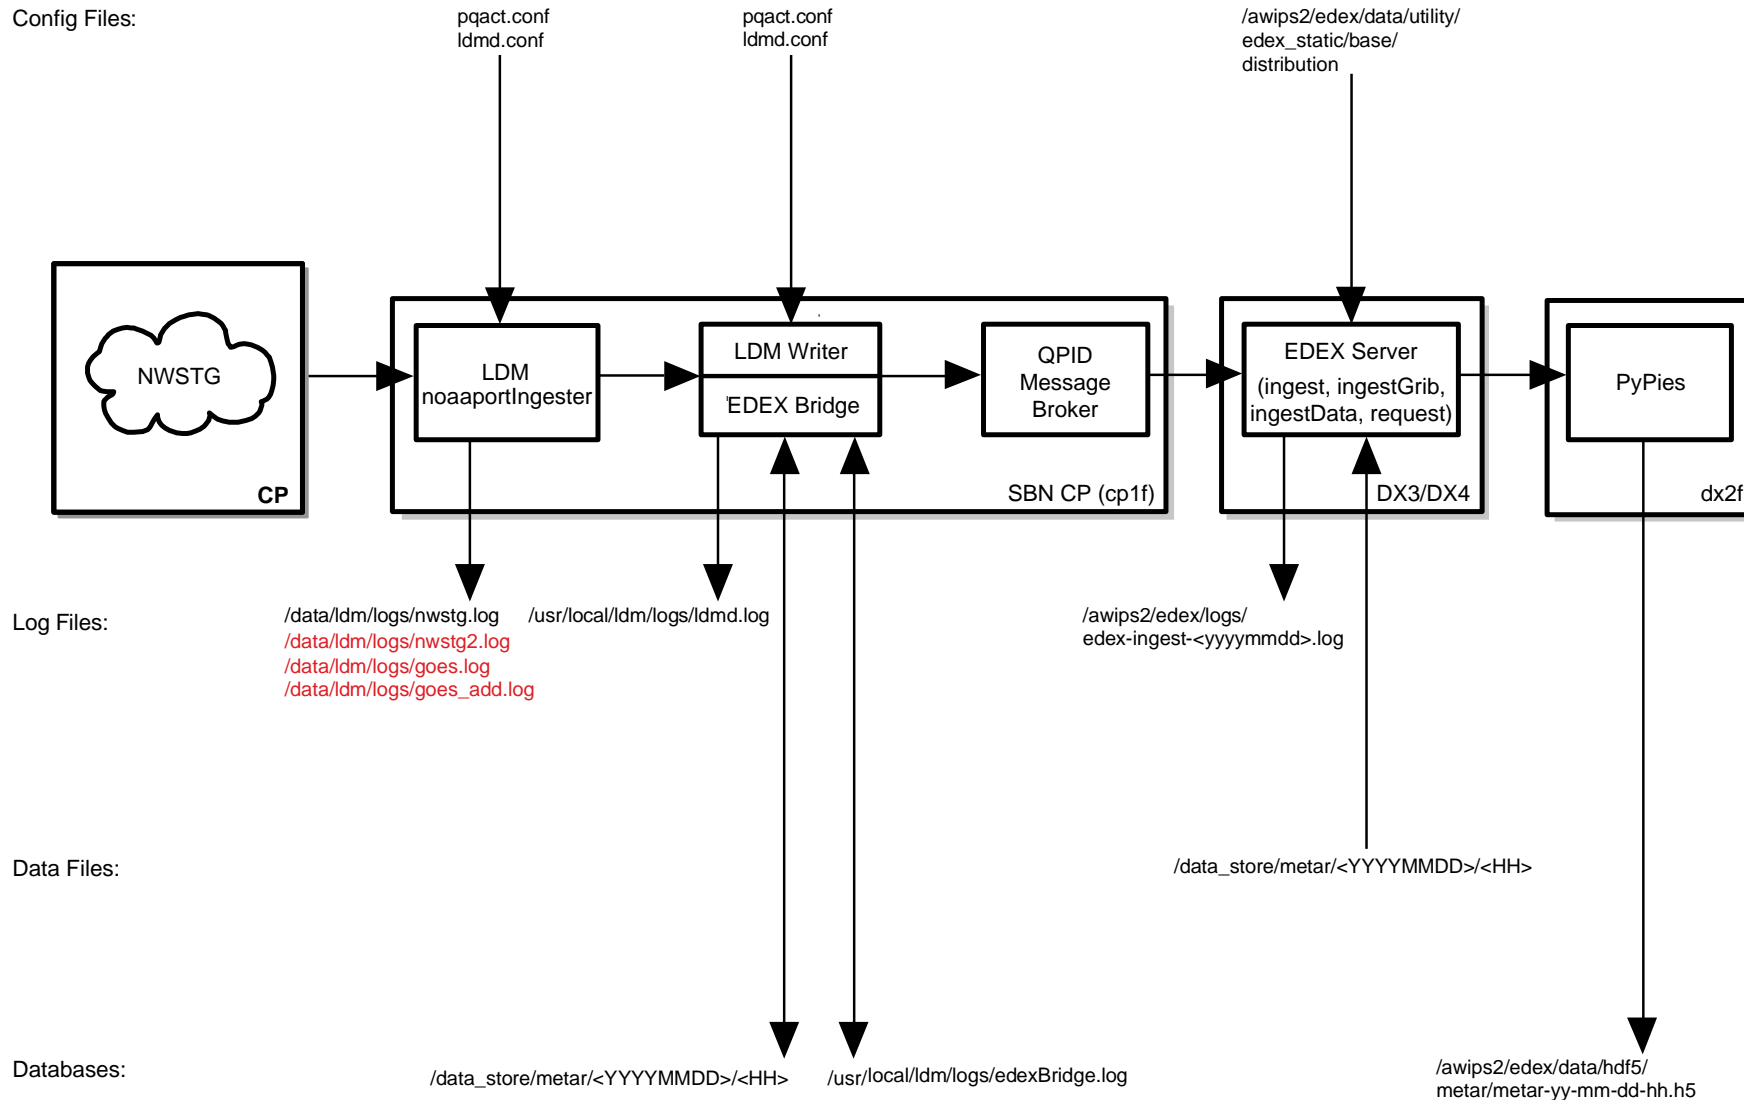 Config Files:
pqact.conf
ldmd.conf
pqact.conf
ldmd.conf
/awips2/edex/data/utility/
edex_static/base/
distribution
NWSTG
CP
LDM
noaaportIngester
LDM Writer
EDEX Bridge
QPID
Message
Broker
SBN CP (cp1f)
EDEX Server
(ingest, ingestGrib,
ingestData, request)
DX3/DX4
PyPies
dx2f
Log Files:
/data/ldm/logs/nwstg.log
/data/ldm/logs/nwstg2.log
/data/ldm/logs/goes.log
/data/ldm/logs/goes_add.log
/usr/local/ldm/logs/ldmd.log
/awips2/edex/logs/
edex-ingest-<yyyymmdd>.log
Data Files:
/data_store/metar/<YYYYMMDD>/<HH>
Databases:
/data_store/metar/<YYYYMMDD>/<HH>
/usr/local/ldm/logs/edexBridge.log
/awips2/edex/data/hdf5/
metar/metar-yy-mm-dd-hh.h5